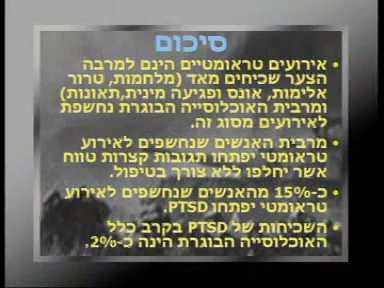 סיכום
• אירועים טראומטיים הינם למרבה
הצער שכיחים מאד (מלחמות, טרור
אלימות, אונס ופגיעה מינית,תאונות)
ומרבית האוכלוסייה הבוגרת נחשפת
לאירועים מסוג זה.
• מרבית האנשים שנחשפים לאירוע
טראומטי יפתחו תגובות קצרות טווח
אשר יחלפו ללא צורך בטיפול.
• כ-15% מהאנשים שנחשפים לאירוע
טראומטי יפתחו PTSD.
• השכיחות של PTSD בקרב כלל
האוכלוסייה הבוגרת הינה כ-2%.